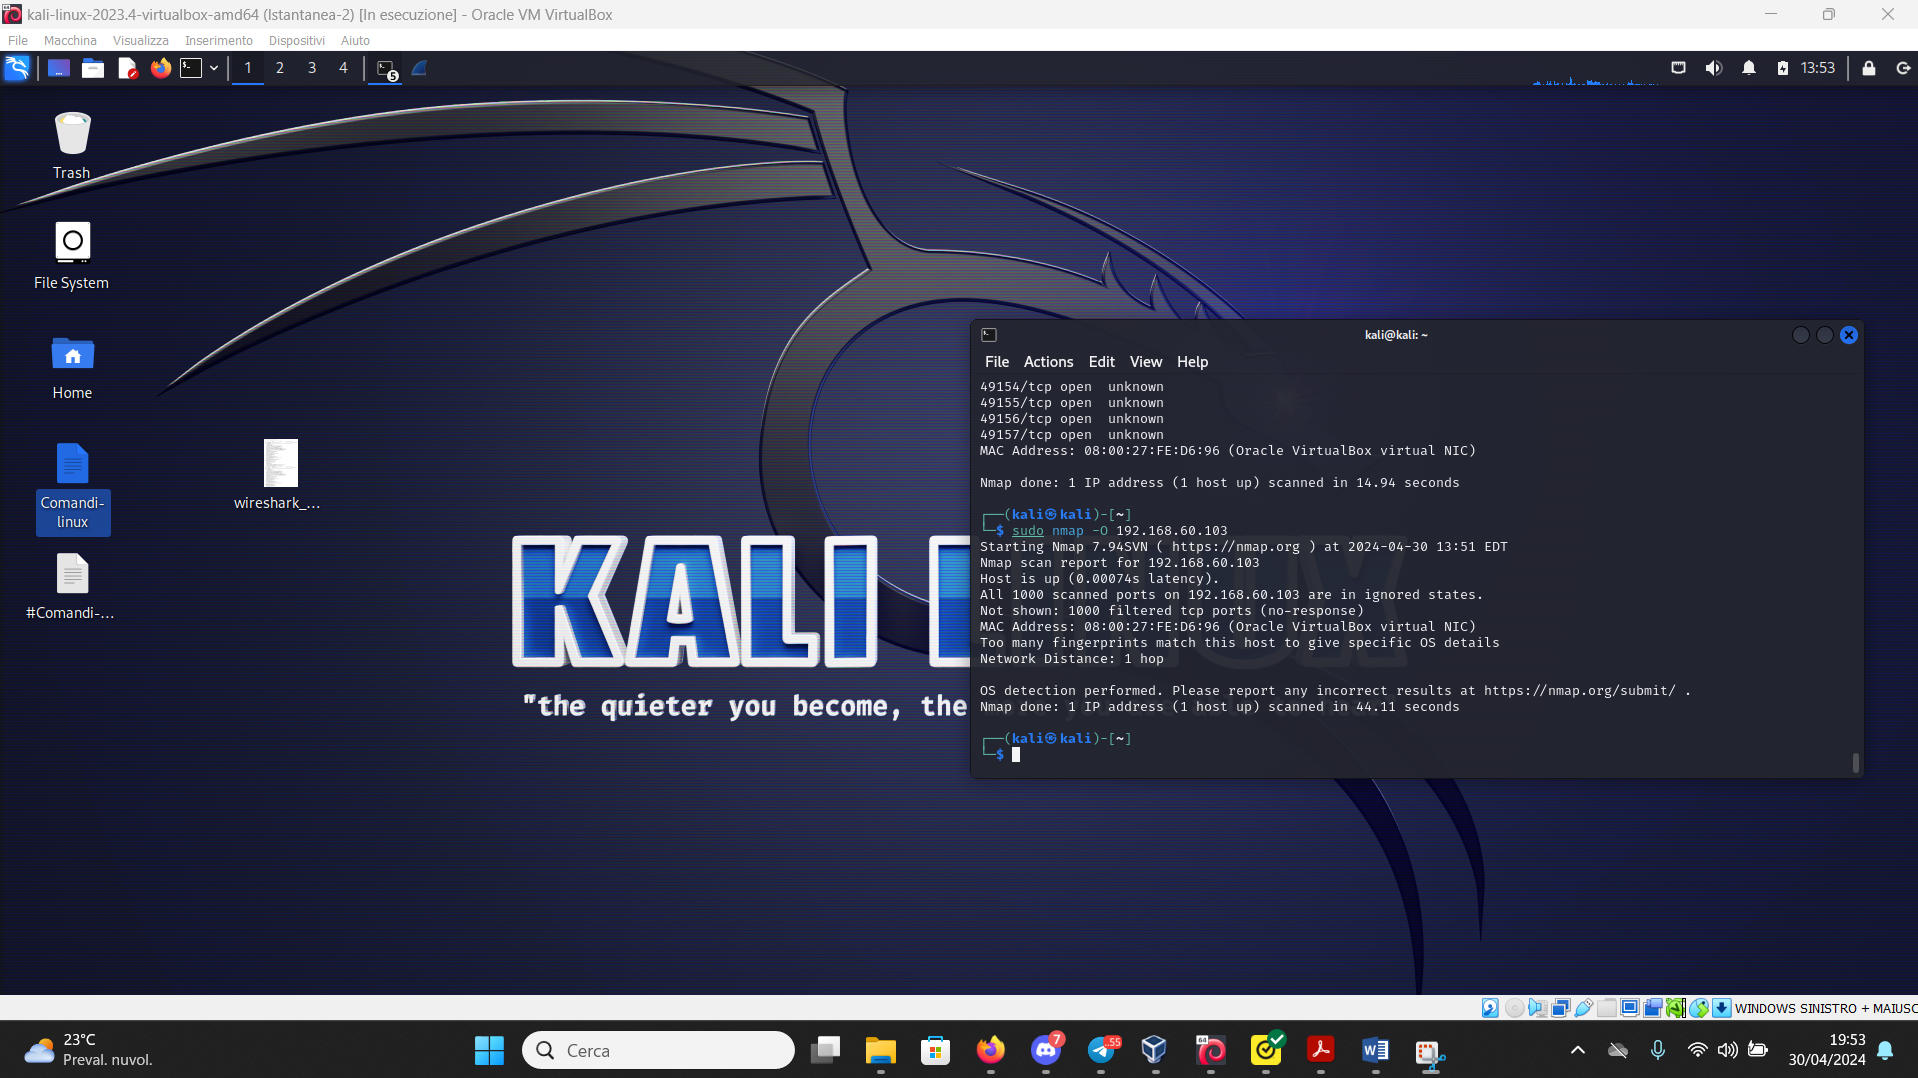 kali-linux-2023.4-virtualbox-amd64 (Istantanea-2) [In esecuzione] - Oracle VM VirtualBox
File Macchina Visualizza Inserimento Dispositivi Aiuto
1 2 3 4 5 13:53
Trash
File System
Home
Comandi-
linux
wireshark_...
#Comandi-...
KALI
"the quieter you become, the
kali@kali: ~
File Actions Edit View Help
49154/tcp open  unknown
49155/tcp open  unknown
49156/tcp open  unknown
49157/tcp open  unknown
MAC Address: 08:00:27:FE:D6:96 (Oracle VirtualBox virtual NIC)
Nmap done: 1 IP address (1 host up) scanned in 14.94 seconds
┌──(kali㉿kali)-[~]
└─$ sudo nmap -O 192.168.60.103
Starting Nmap 7.94SVN ( https://nmap.org ) at 2024-04-30 13:51 EDT
Nmap scan report for 192.168.60.103
Host is up (0.00074s latency).
All 1000 scanned ports on 192.168.60.103 are in ignored states.
Not shown: 1000 filtered tcp ports (no-response)
MAC Address: 08:00:27:FE:D6:96 (Oracle VirtualBox virtual NIC)
Too many fingerprints match this host to give specific OS details
Network Distance: 1 hop
OS detection performed. Please report any incorrect results at https://nmap.org/submit/ .
Nmap done: 1 IP address (1 host up) scanned in 44.11 seconds
┌──(kali㉿kali)-[~]
└─$
WINDOWS SINISTRO + MAIUSC
23°C
Preval. nuvol.
Cerca
7
55
64
19:53
30/04/2024